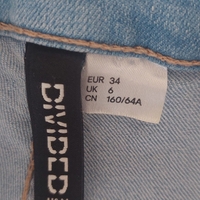 DIVIDED
EUR 34
UK 6
CN 160/64A